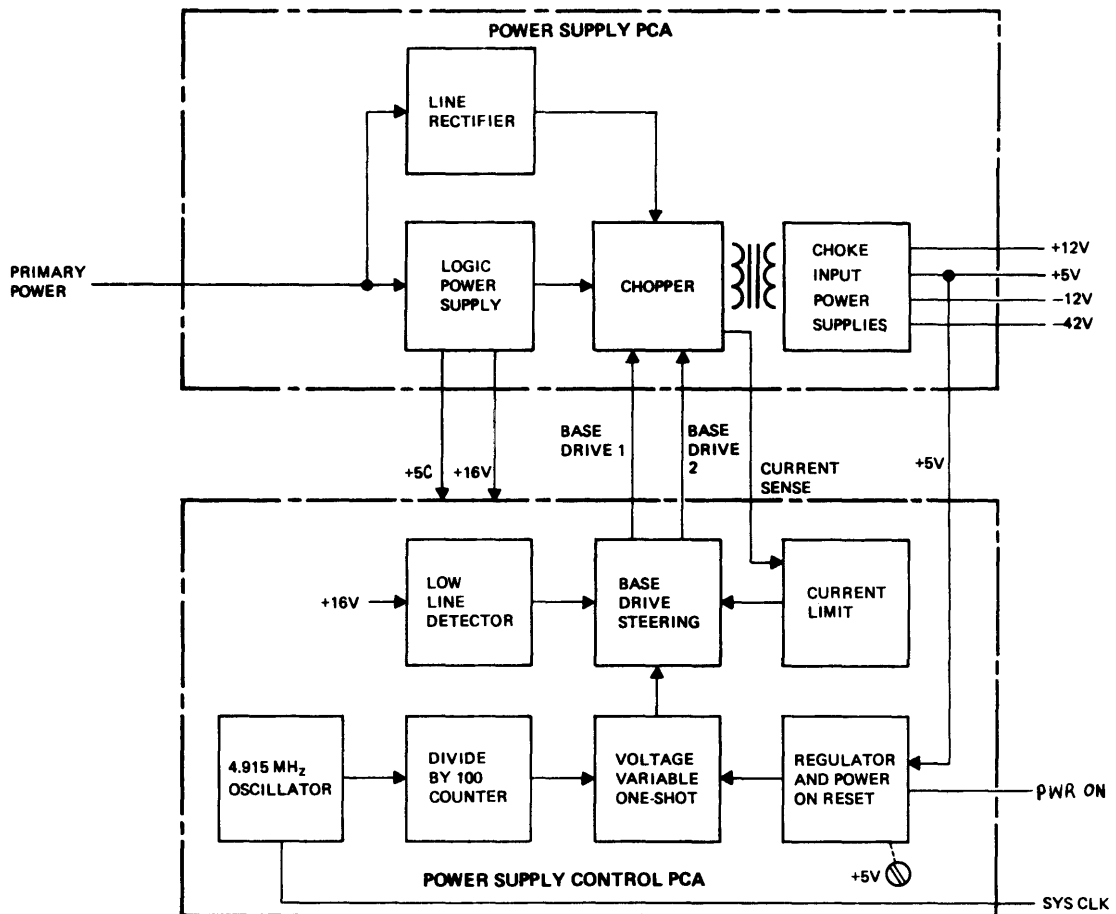 POWER SUPPLY PCA
LINE
RECTIFIER
PRIMARY
POWER
LOGIC
POWER
SUPPLY
CHOPPER
CHOKE
INPUT
POWER
SUPPLIES
+12V
+5V
-12V
-42V
+5C
+16V
BASE
DRIVE 1
BASE
DRIVE
2
CURRENT
SENSE
+5V
+16V
LOW
LINE
DETECTOR
BASE
DRIVE
STEERING
CURRENT
LIMIT
4.915 MHz
OSCILLATOR
DIVIDE
BY 100
COUNTER
VOLTAGE
VARIABLE
ONE-SHOT
REGULATOR
AND POWER
ON RESET
PWR ON
+5V
POWER SUPPLY CONTROL PCA
SYS CLK